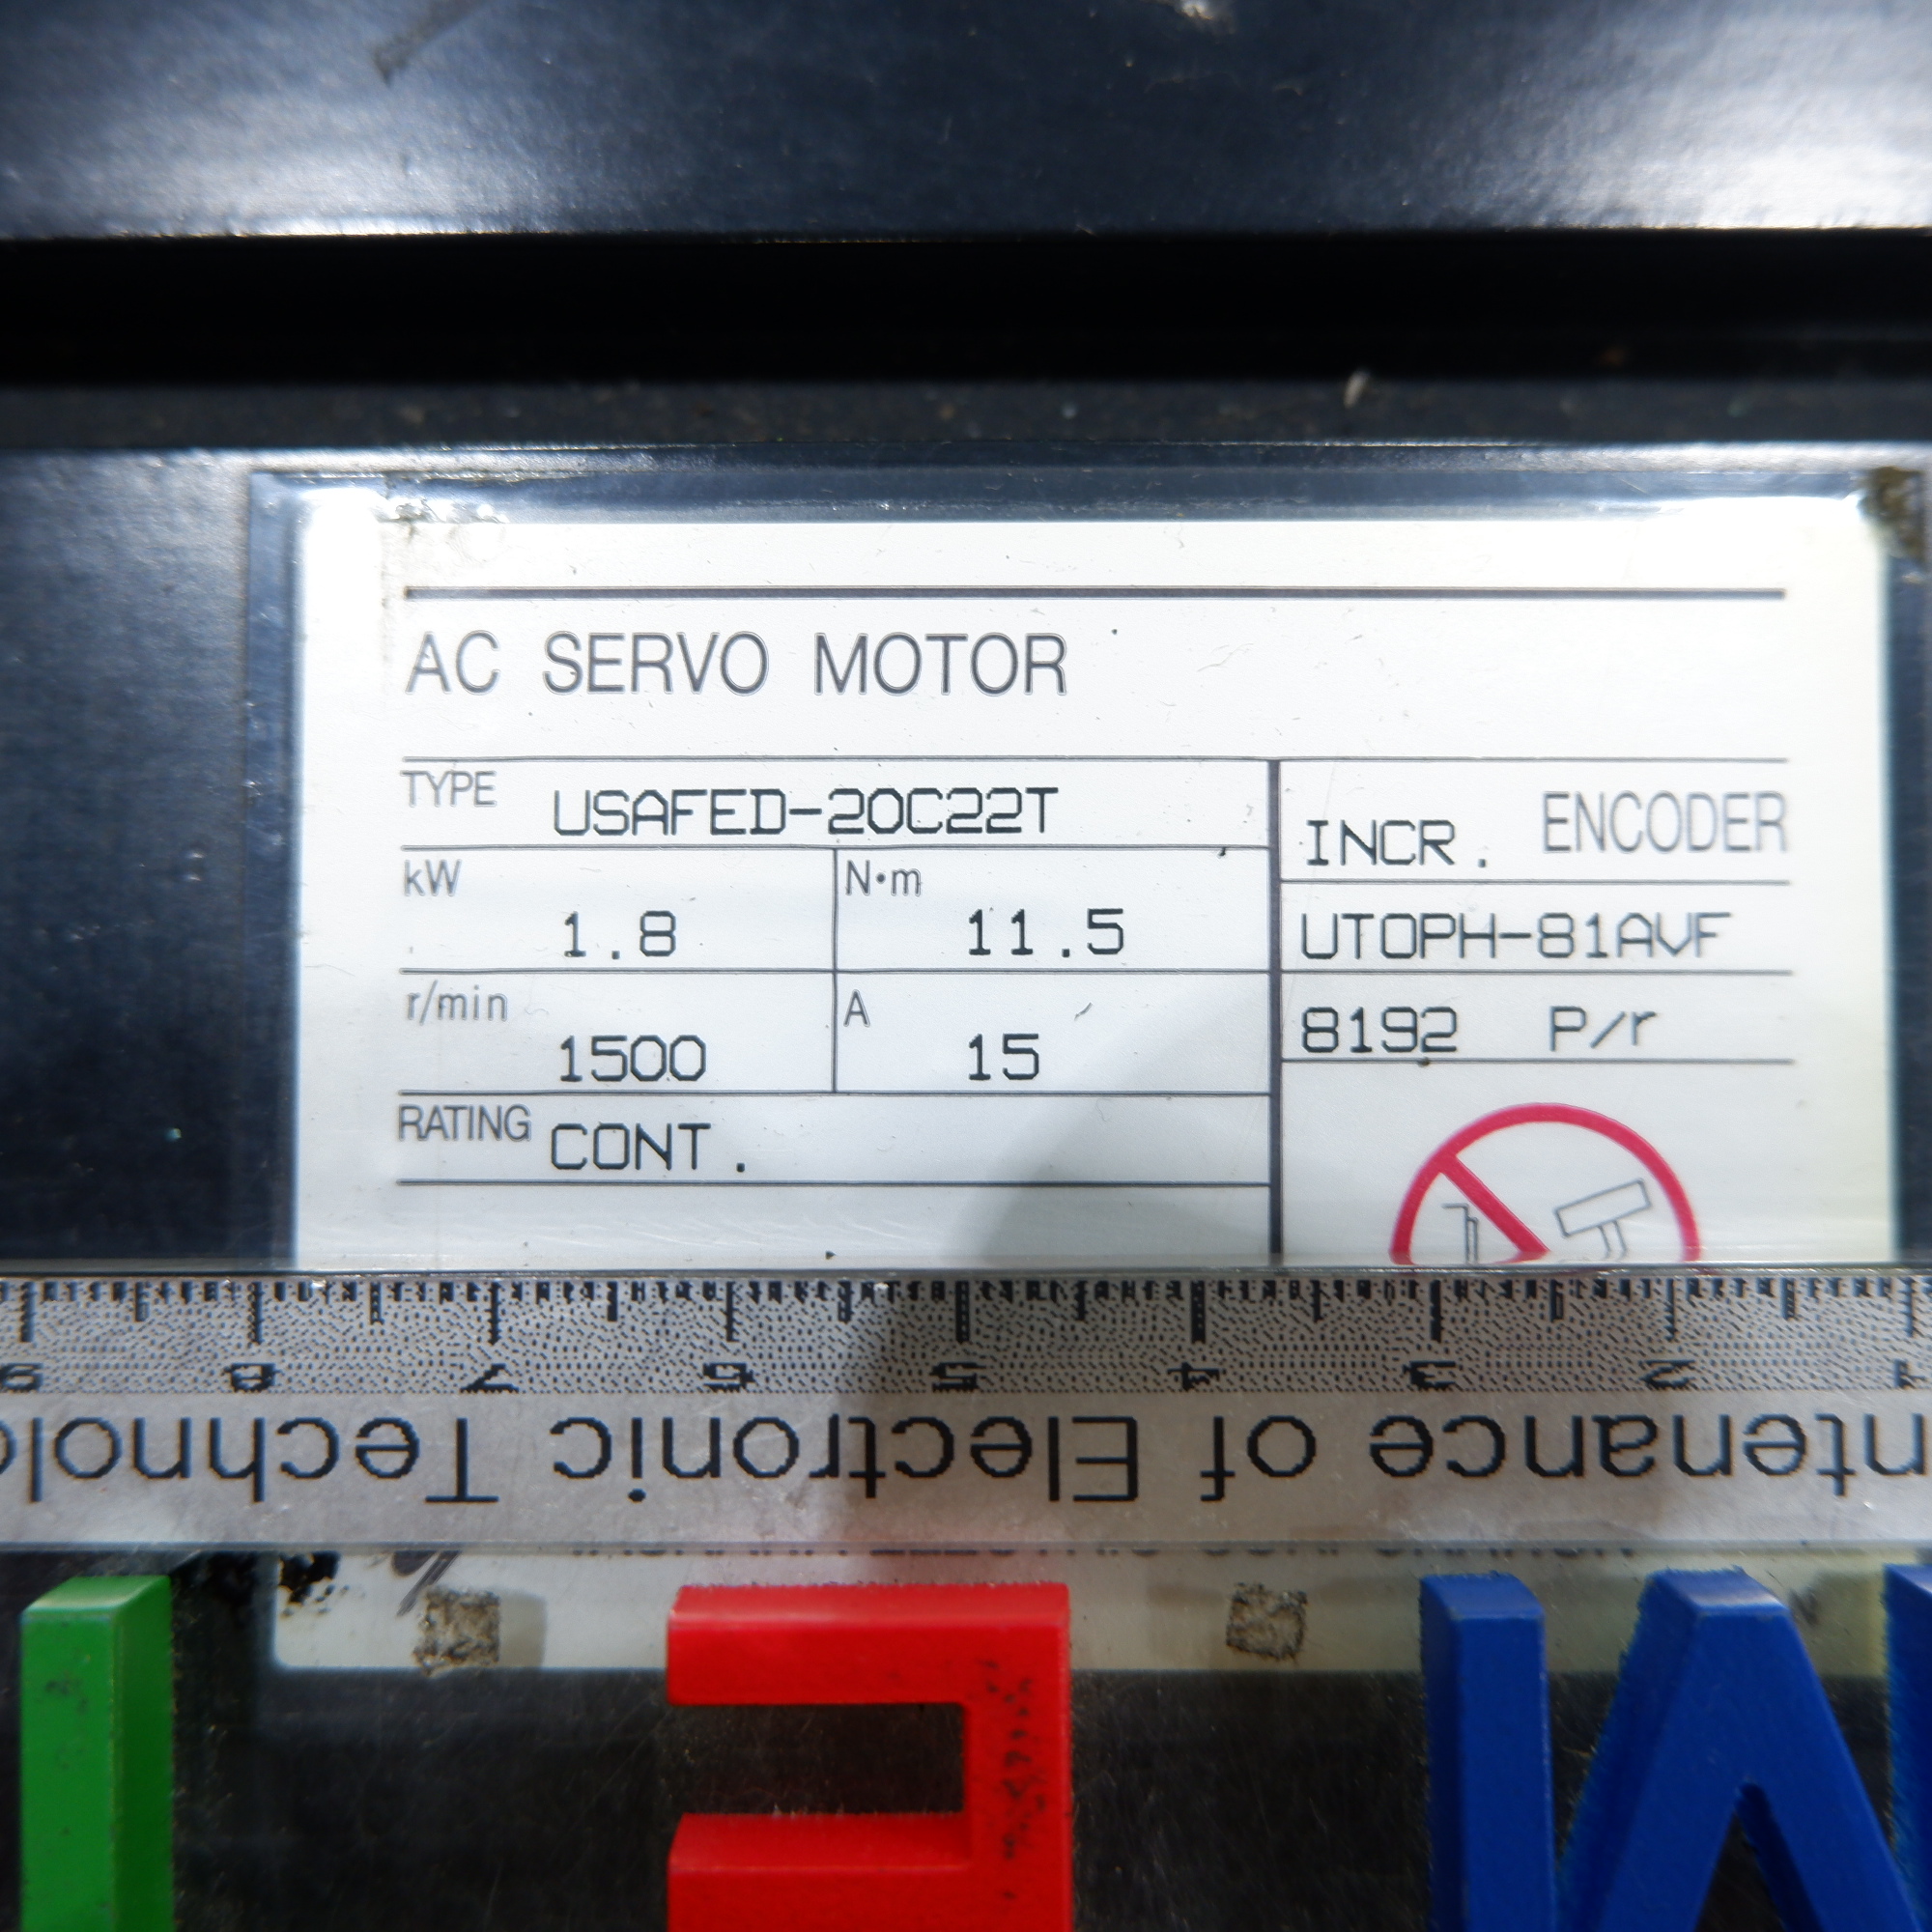 AC SERVO MOTOR
TYPE USAFED-20C22T
kW 1.8 N·m 11.5
r/min 1500 A 15
RATING CONT.
INCR. ENCODER
UTOPH-81AVF
8192 P/r
1 2 3 4 5 6 7 8 9
ntenance of Electronic Technolo
M E